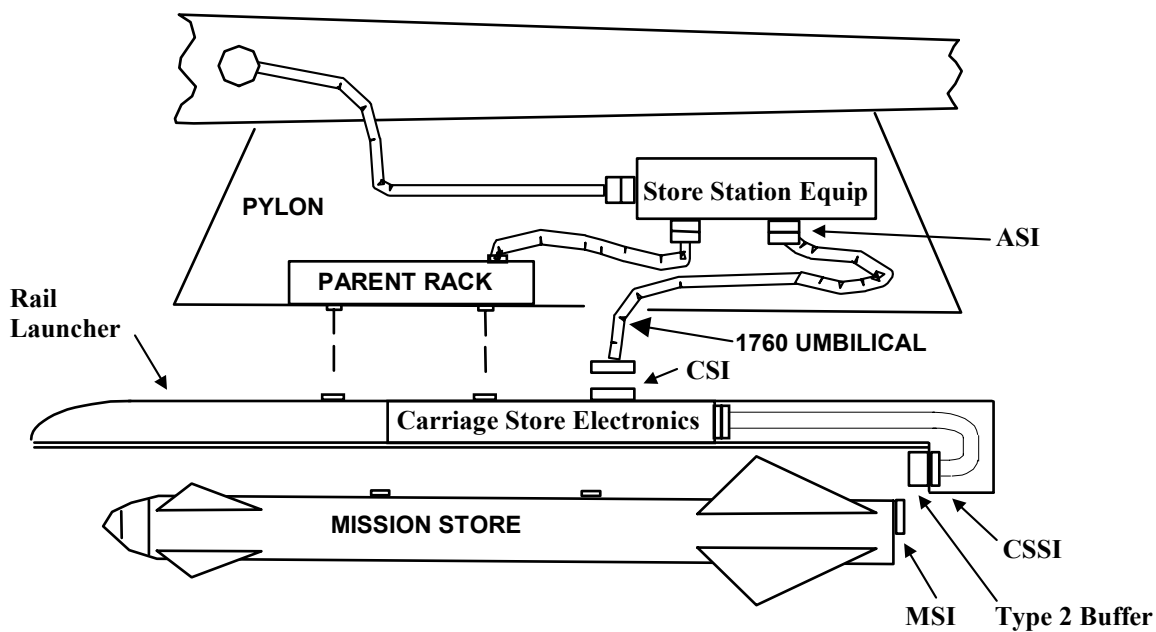 Store Station Equip
PYLON
ASI
PARENT RACK
Rail
Launcher
1760 UMBILICAL
CSI
Carriage Store Electronics
MISSION STORE
CSSI
MSI
Type 2 Buffer